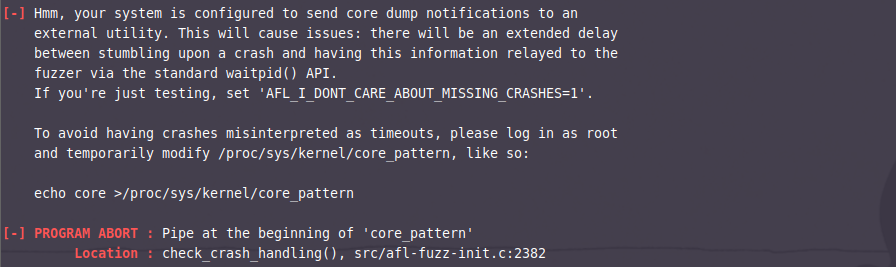 [-] Hmm, your system is configured to send core dump notifications to an
external utility. This will cause issues: there will be an extended delay
between stumbling upon a crash and having this information relayed to the
fuzzer via the standard waitpid() API.
If you're just testing, set 'AFL_I_DONT_CARE_ABOUT_MISSING_CRASHES=1'.
To avoid having crashes misinterpreted as timeouts, please log in as root
and temporarily modify /proc/sys/kernel/core_pattern, like so:
echo core >/proc/sys/kernel/core_pattern
[-] PROGRAM ABORT : Pipe at the beginning of 'core_pattern'
Location : check_crash_handling(), src/afl-fuzz-init.c:2382